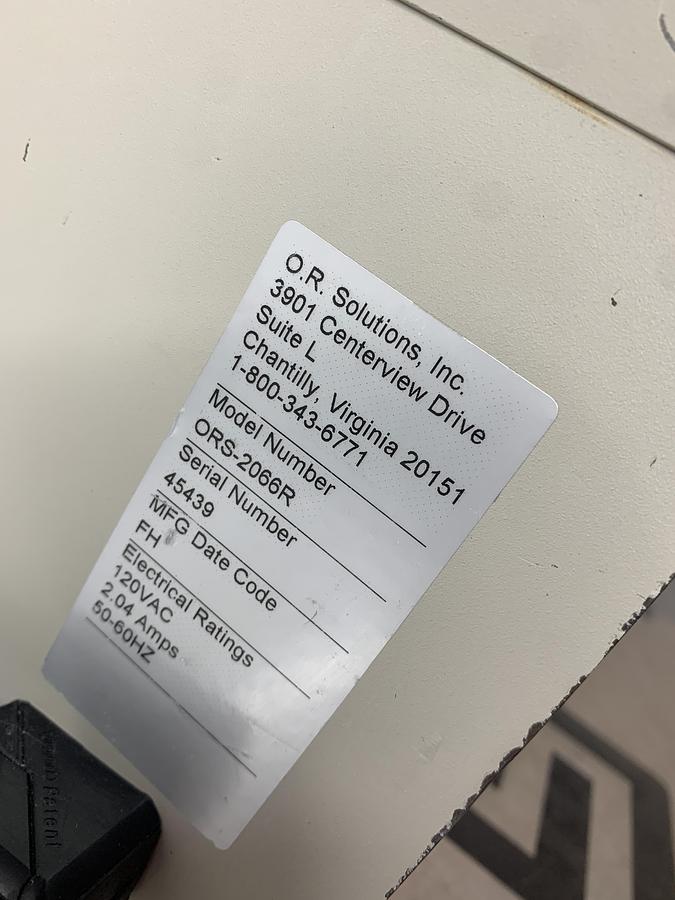 O.R. Solutions, Inc.
3901 Centerview Drive
Suite L
Chantilly, Virginia 20151
1-800-343-6771
Model Number
ORS-2066R
Serial Number
45439
MFG Date Code
FH
Electrical Ratings
120VAC
2.04 Amps
50-60HZ
Patent